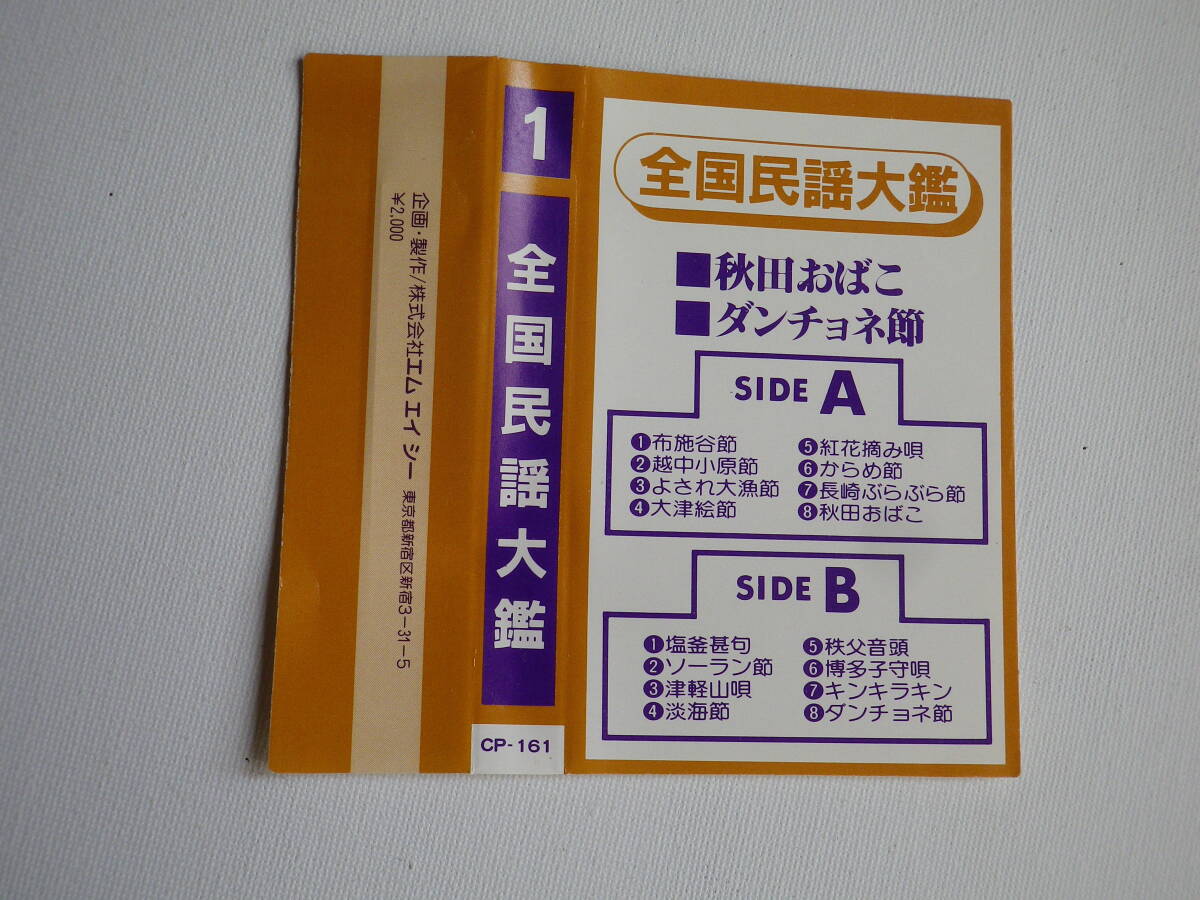 企画・製作/株式会社エム エイ シー 東京都新宿区新宿3-31-5
¥2,000
1
全国民謡大鑑
CP-161
全国民謡大鑑
■秋田おばこ
■ダンチョネ節
SIDE A
❶布施谷節
❷越中小原節
❸よされ大漁節
❹大津絵節
❺紅花摘み唄
❻からめ節
❼長崎ぶらぶら節
❽秋田おばこ
SIDE B
❶塩釜甚句
❷ソーラン節
❸津軽山唄
❹淡海節
❺秩父音頭
❻博多子守唄
❼キンキラキン
❽ダンチョネ節